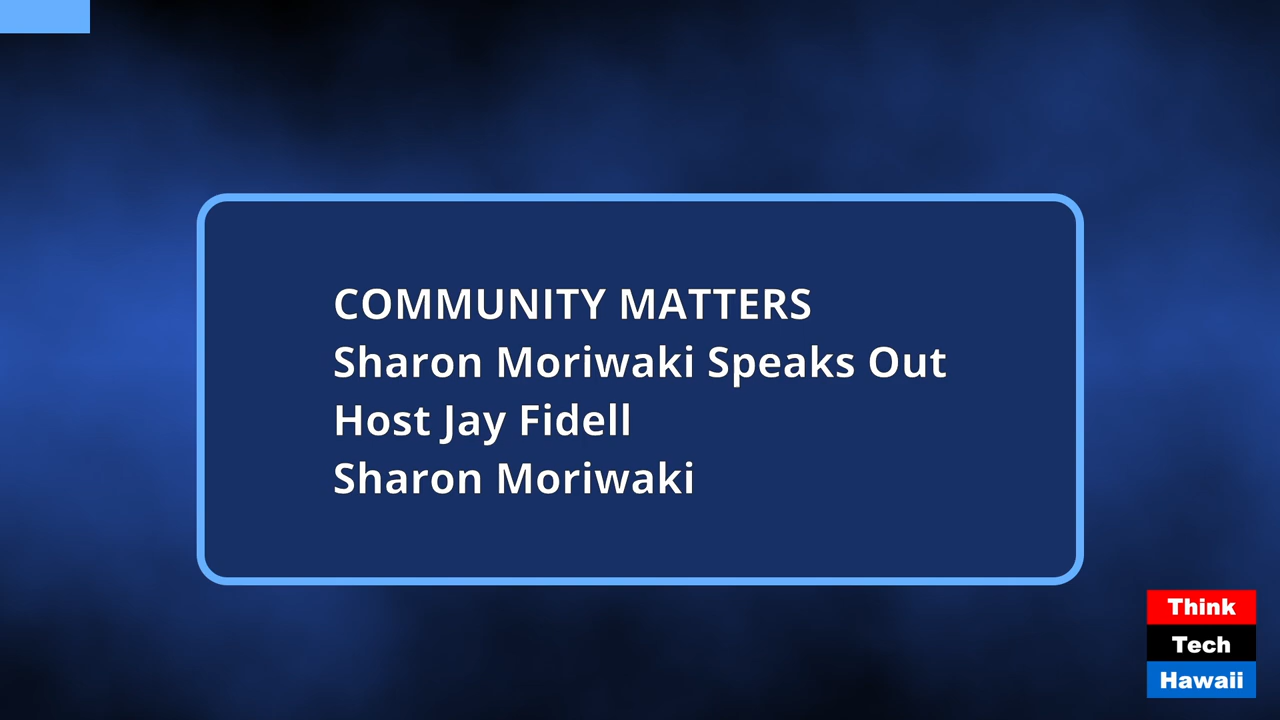 COMMUNITY MATTERS
Sharon Moriwaki Speaks Out
Host Jay Fidell
Sharon Moriwaki
Think
Tech
Hawaii